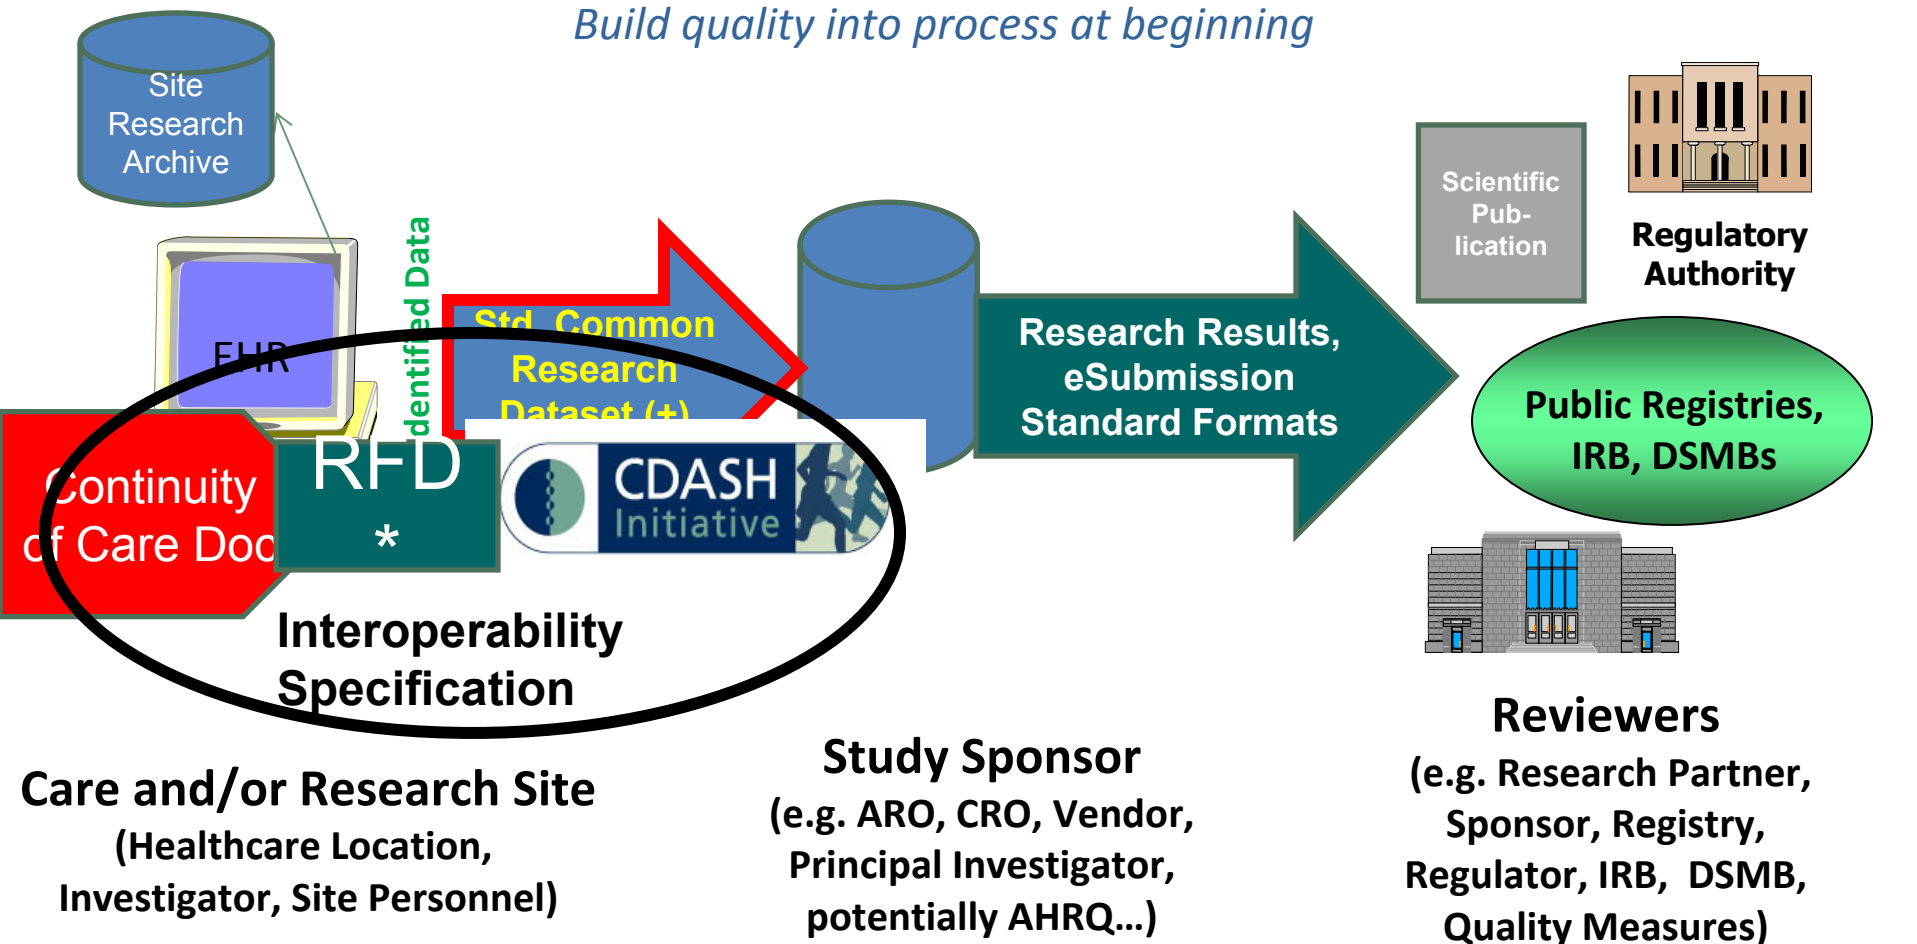 Build quality into process at beginning
Site
Research
Archive
EHR
dentified Data
Std. Common
Research
Dataset (+)
Continuity
of Care Doc
RFD
*
CDASH
Initiative
Interoperability
Specification
Research Results,
eSubmission
Standard Formats
Scientific
Pub-
lication
Regulatory
Authority
Public Registries,
IRB, DSMBs
Care and/or Research Site
(Healthcare Location,
Investigator, Site Personnel)
Study Sponsor
(e.g. ARO, CRO, Vendor,
Principal Investigator,
potentially AHRQ...)
Reviewers
(e.g. Research Partner,
Sponsor, Registry,
Regulator, IRB, DSMB,
Quality Measures)